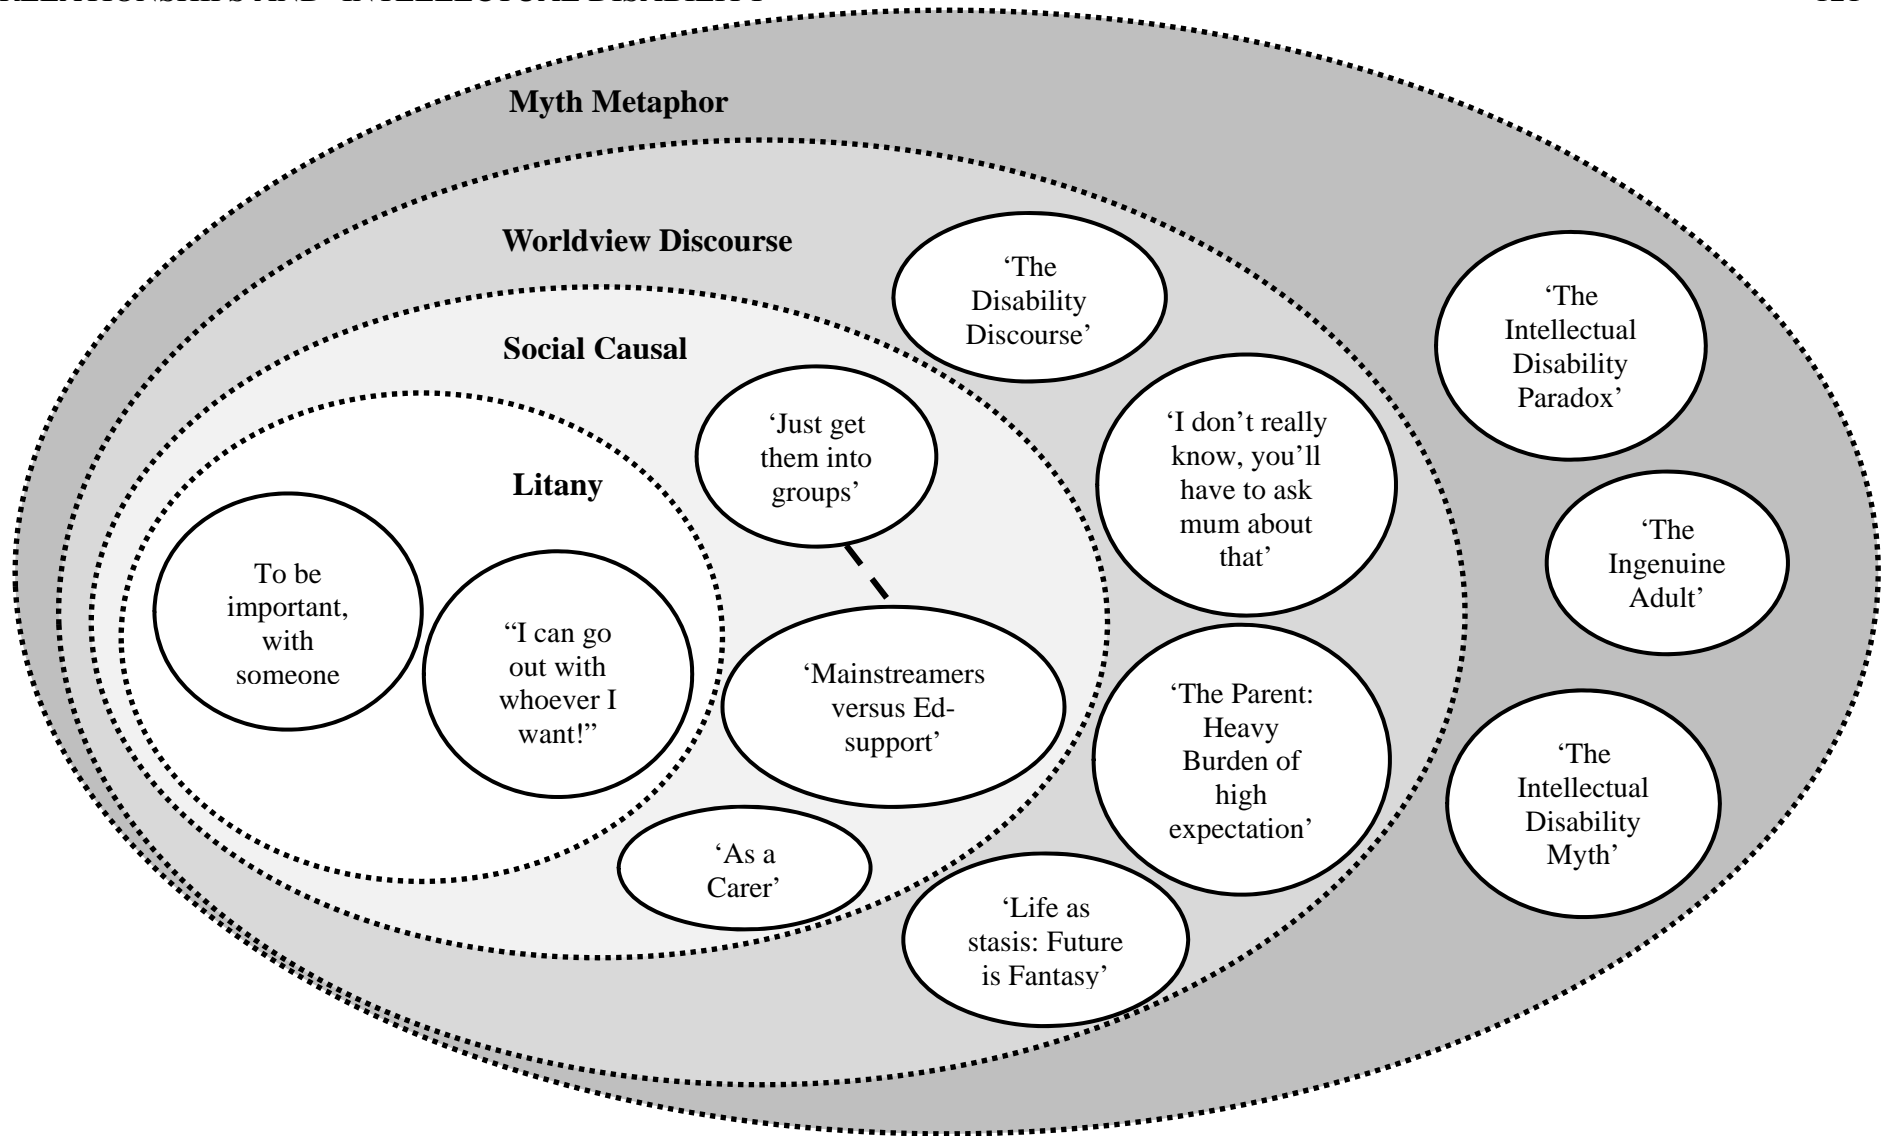 Myth Metaphor
Worldview Discourse
Social Causal
Litany
To be
important,
with
someone
“I can go
out with
whoever I
want!”
‘Just get
them into
groups’
‘Mainstreamers
versus Ed-
support’
‘As a
Carer’
‘The
Disability
Discourse’
‘I don’t really
know, you’ll
have to ask
mum about
that’
‘The Parent:
Heavy
Burden of
high
expectation’
‘Life as
stasis: Future
is Fantasy’
‘The
Intellectual
Disability
Paradox’
‘The
Ingenuine
Adult’
‘The
Intellectual
Disability
Myth’